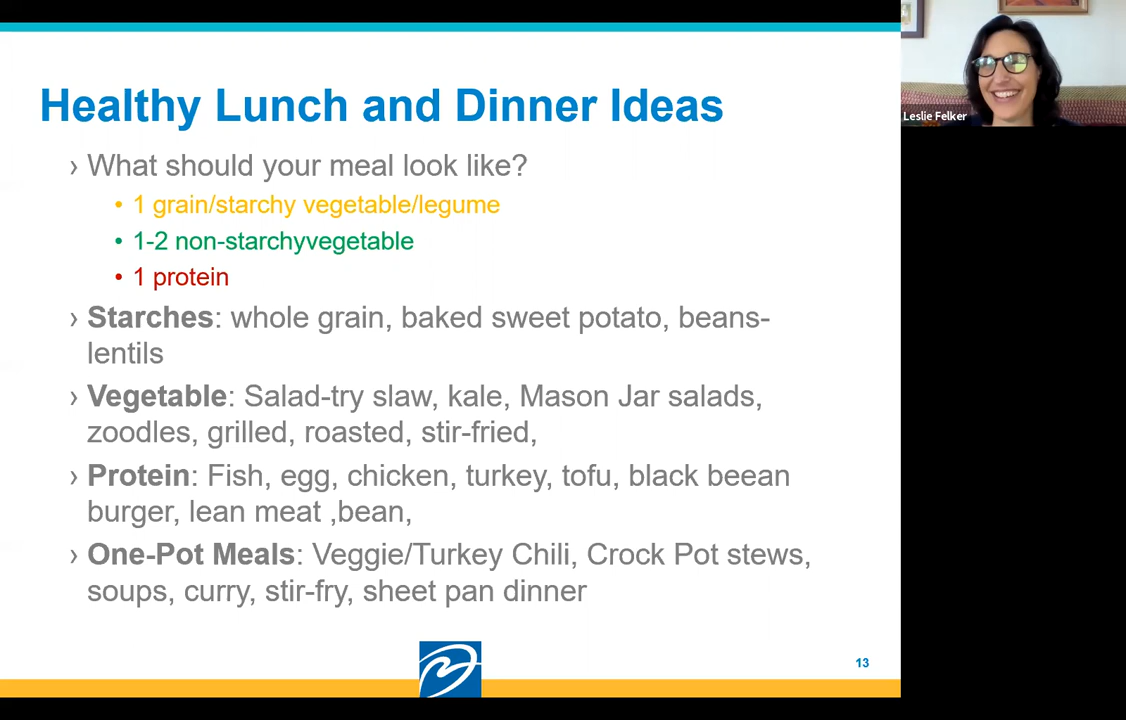 Healthy Lunch and Dinner Ideas
› What should your meal look like?
• 1 grain/starchy vegetable/legume
• 1-2 non-starchyvegetable
• 1 protein
› Starches: whole grain, baked sweet potato, beans-
lentils
› Vegetable: Salad-try slaw, kale, Mason Jar salads,
zoodles, grilled, roasted, stir-fried,
› Protein: Fish, egg, chicken, turkey, tofu, black beean
burger, lean meat ,bean,
› One-Pot Meals: Veggie/Turkey Chili, Crock Pot stews,
soups, curry, stir-fry, sheet pan dinner
13
Leslie Felker